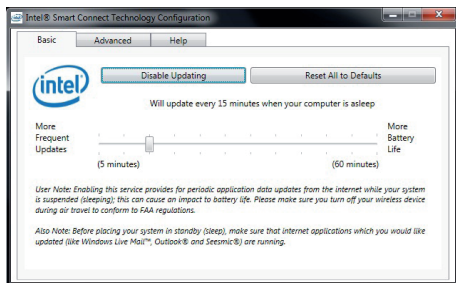 Intel® Smart Connect Technology Configuration
Basic Advanced Help
intel
Disable Updating Reset All to Defaults
Will update every 15 minutes when your computer is asleep
More More
Frequent Battery
Updates Life
(5 minutes) (60 minutes)
User Note: Enabling this service provides for periodic application data updates from the internet while your system
is suspended (sleeping); this can cause an impact to battery life. Please make sure you turn off your wireless device
during air travel to conform to FAA regulations.
Also Note: Before placing your system in standby (sleep), make sure that internet applications which you would like
updated (like Windows Live Mail™, Outlook® and Seesmic®) are running.